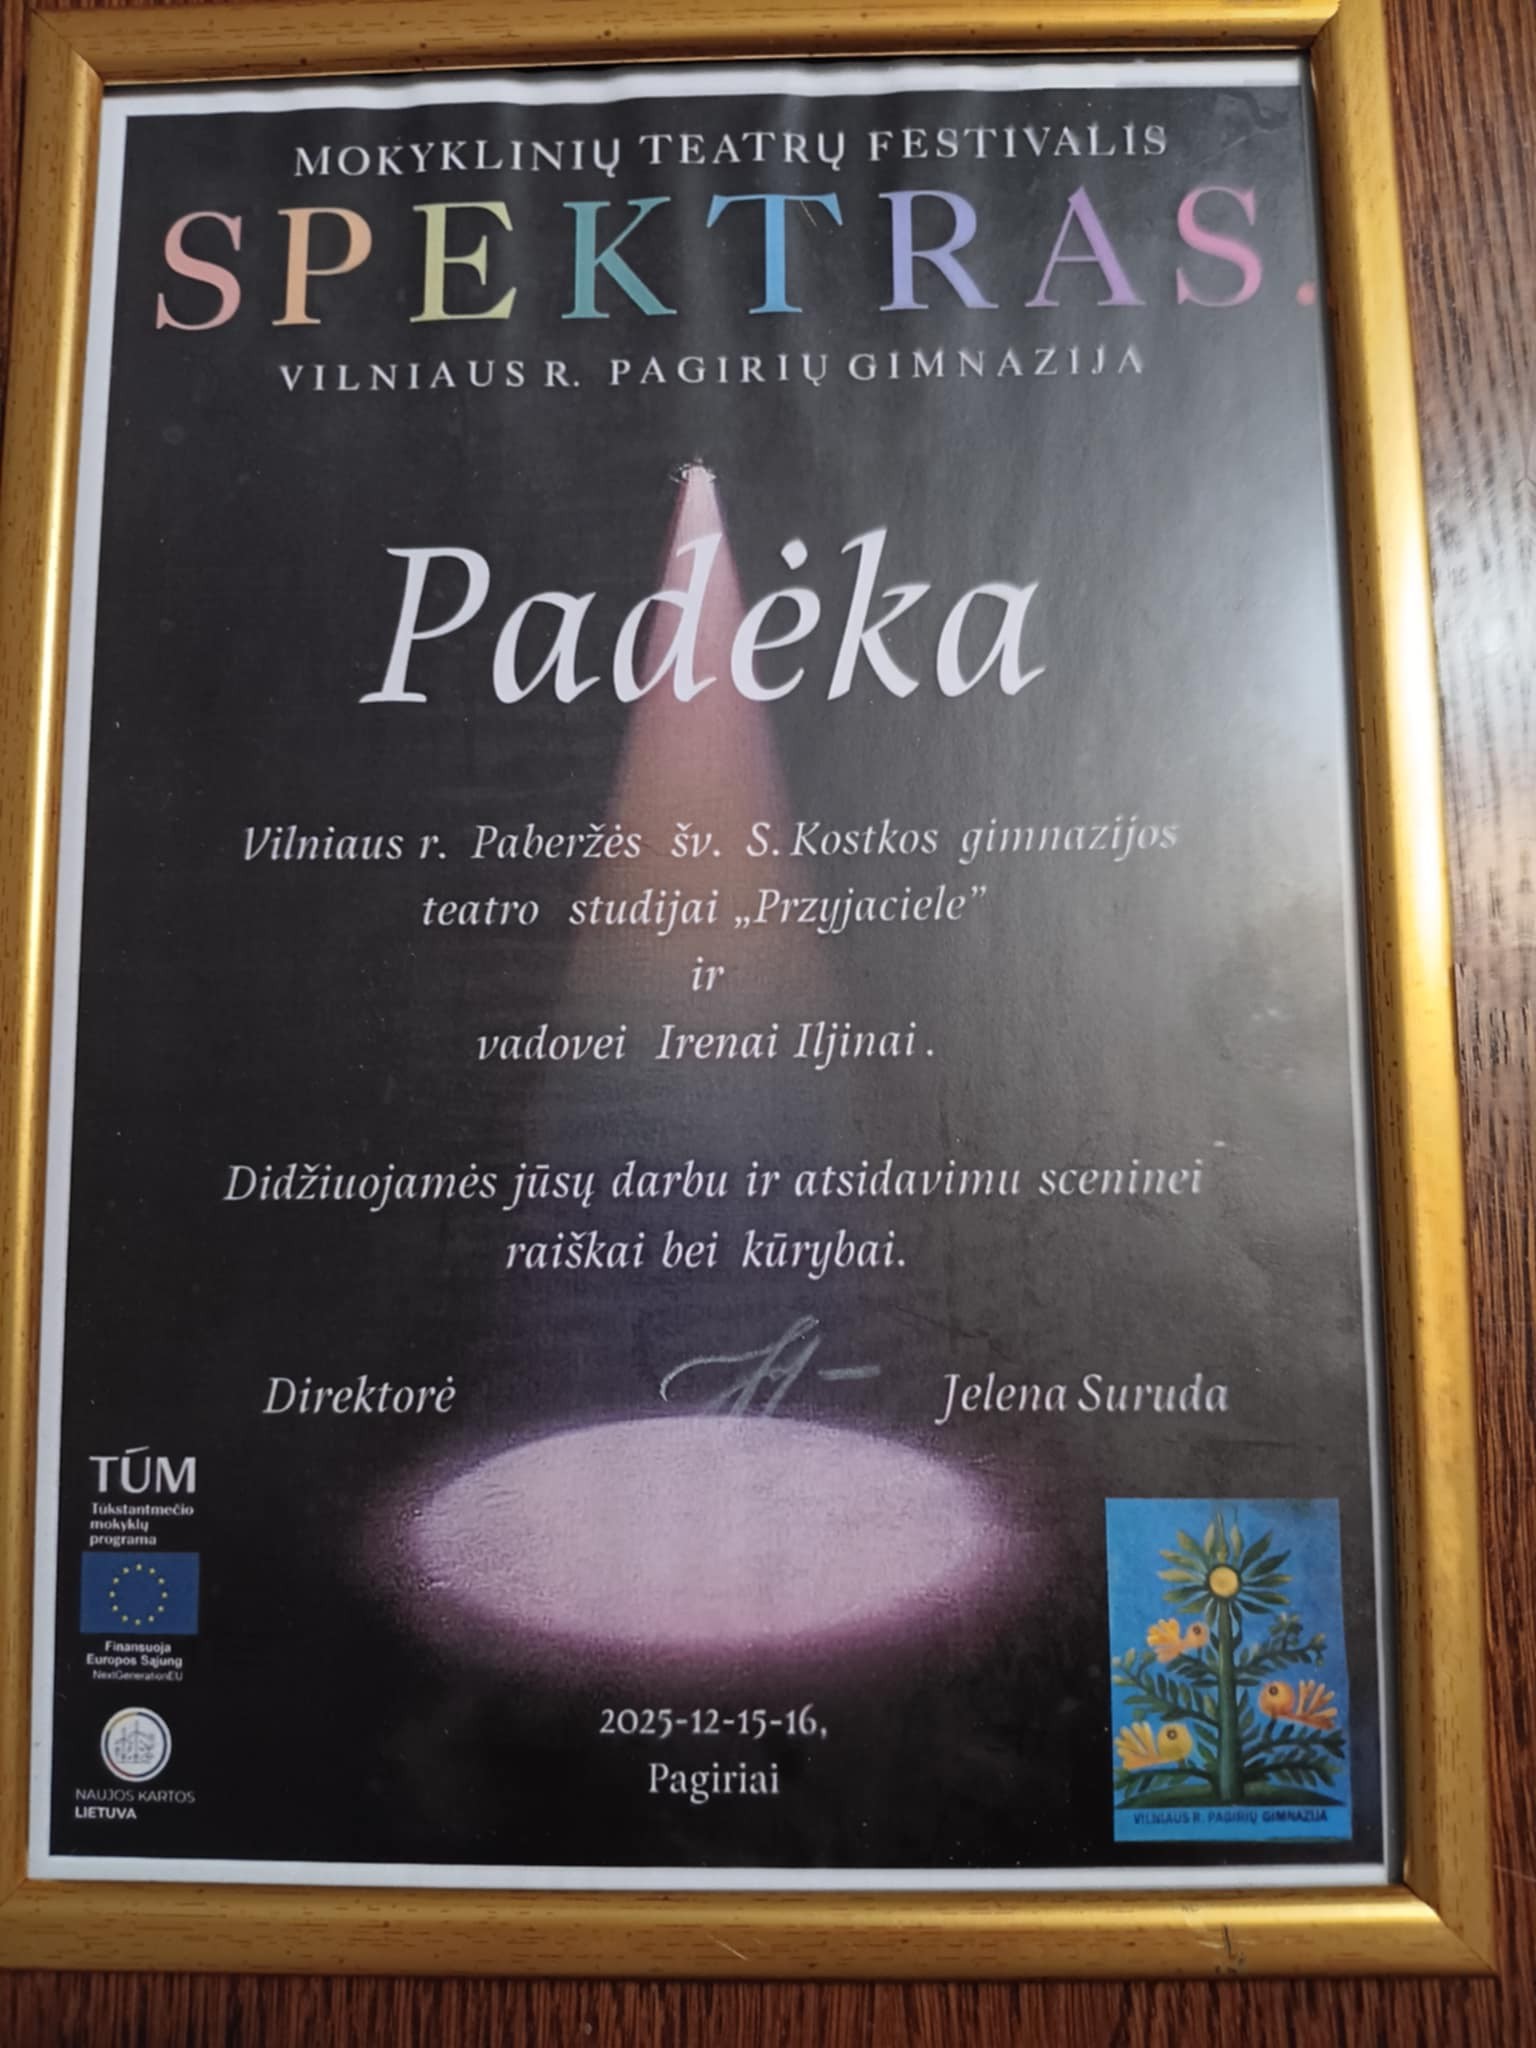 MOKYKLINIŲ TEATRŲ FESTIVALIS
SPEKTRAS.
VILNIAUS R. PAGIRIŲ GIMNAZIJA
Padėka
Vilniaus r. Paberžės šv. S. Kostkos gimnazijos
teatro studijai „Przyjaciele”
ir
vadovei Irenai Iljinai.
Didžiuojamės jūsų darbu ir atsidavimu sceninei
raiškai bei kūrybai.
Direktorė Jelena Suruda
TŪM
Tūkstantmečio
mokyklų
programa
Finansuoja
Europos Sąjung
NextGenerationEU
NAUJOS KARTOS
LIETUVA
2025-12-15-16,
Pagiriai
VILNIAUS R. PAGIRIŲ GIMNAZIJA